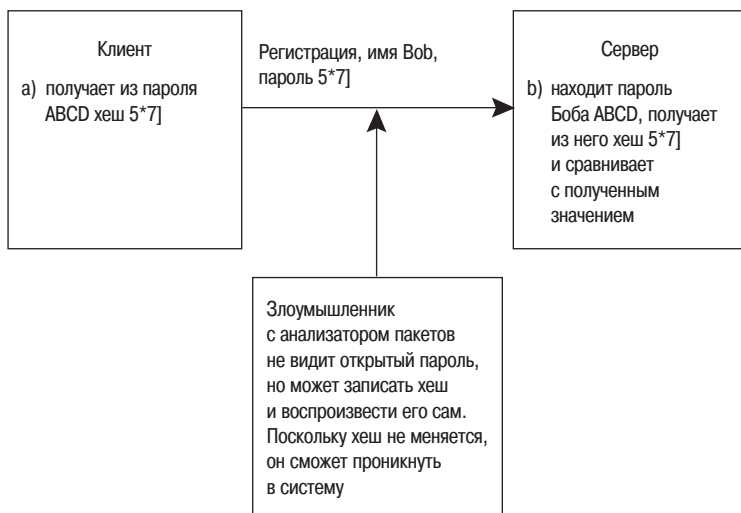 Клиент
a) получает из пароля
ABCD хеш 5*7]
Регистрация, имя Bob,
пароль 5*7]
Сервер
b) находит пароль
Боба ABCD, получает
из него хеш 5*7]
и сравнивает
с полученным
значением
Злоумышленник
с анализатором пакетов
не видит открытый пароль,
но может записать хеш
и воспроизвести его сам.
Поскольку хеш не меняется,
он сможет проникнуть
в систему